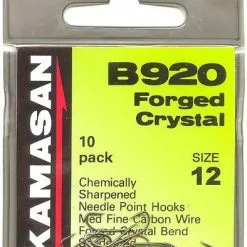 KAMASAN
B920
Forged
Crystal
10
pack
SIZE
12
Chemically
Sharpened
Needle Point Hooks
Med Fine Carbon Wire
Forged Crystal Bend